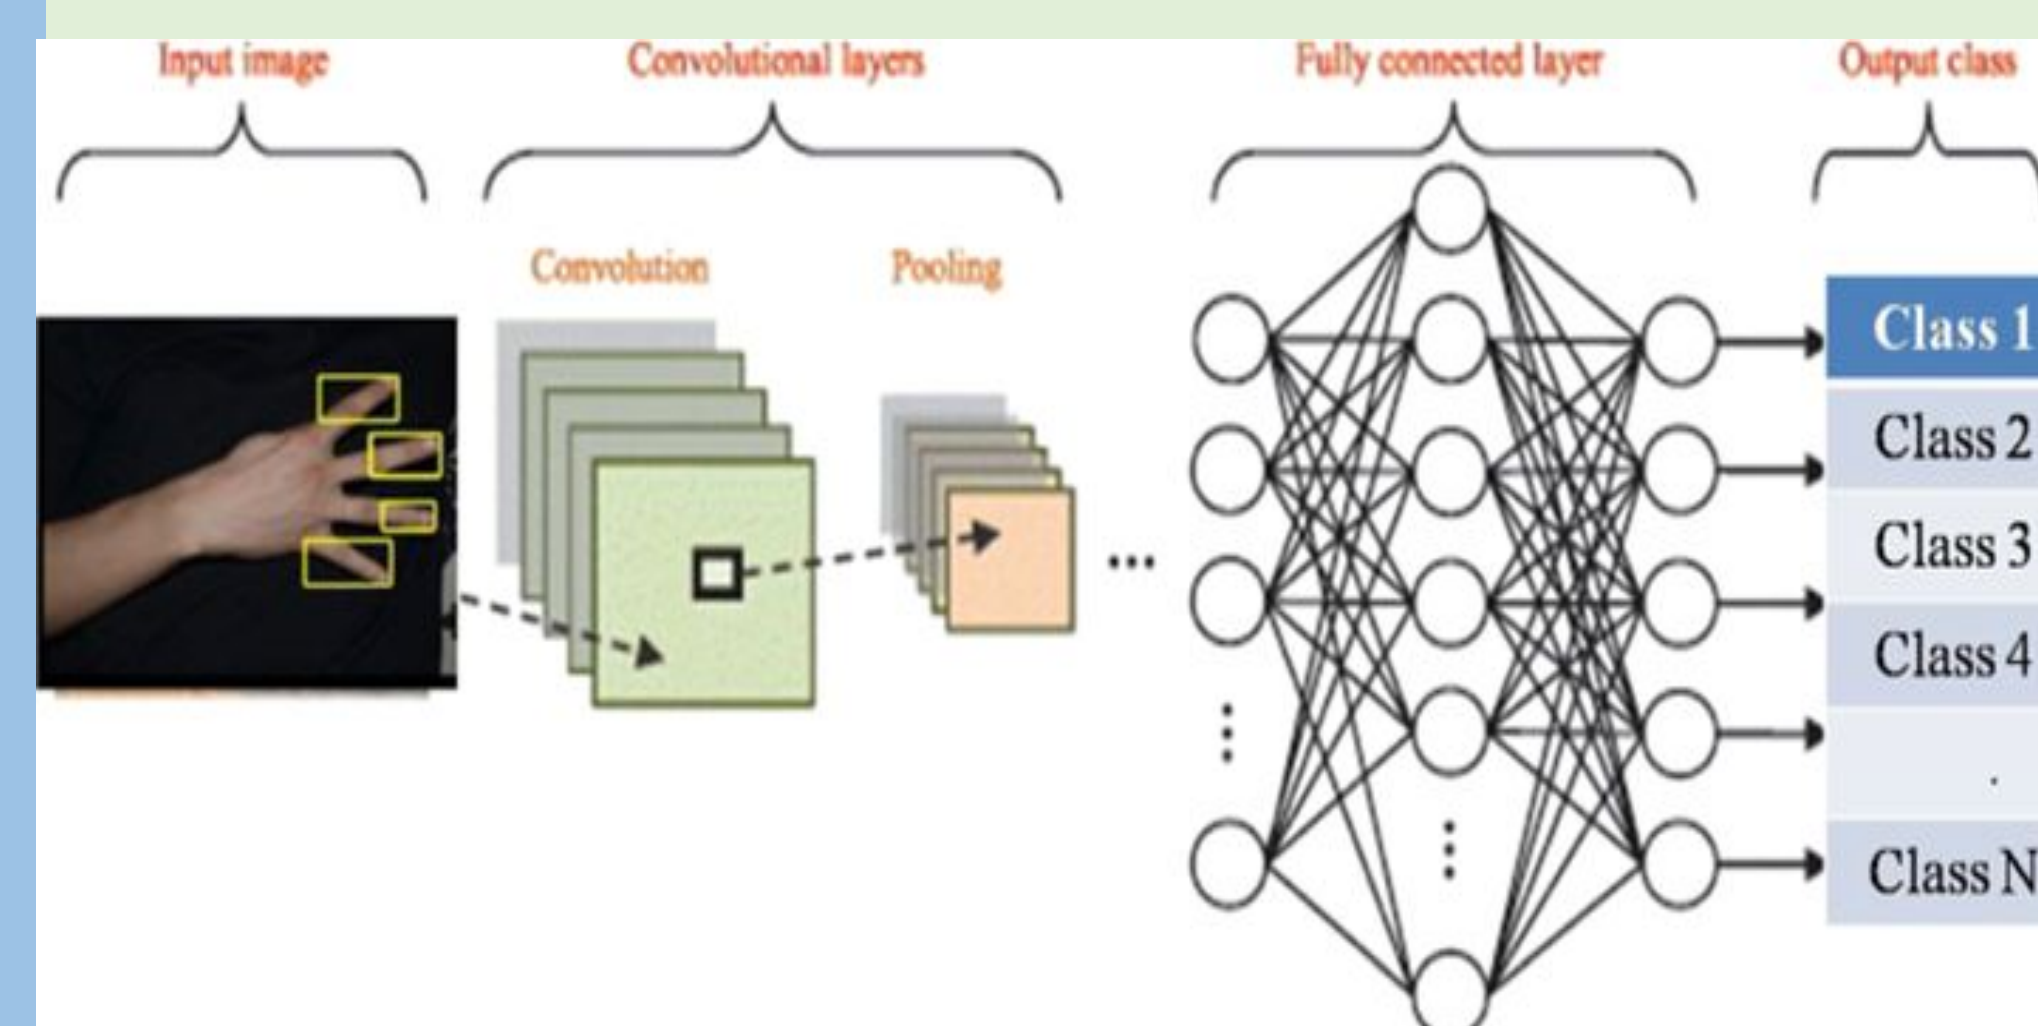 Input image
Convolutional layers
Fully connected layer
Output class
Convolution
Pooling
...
Class 1
Class 2
Class 3
Class 4
.
Class N